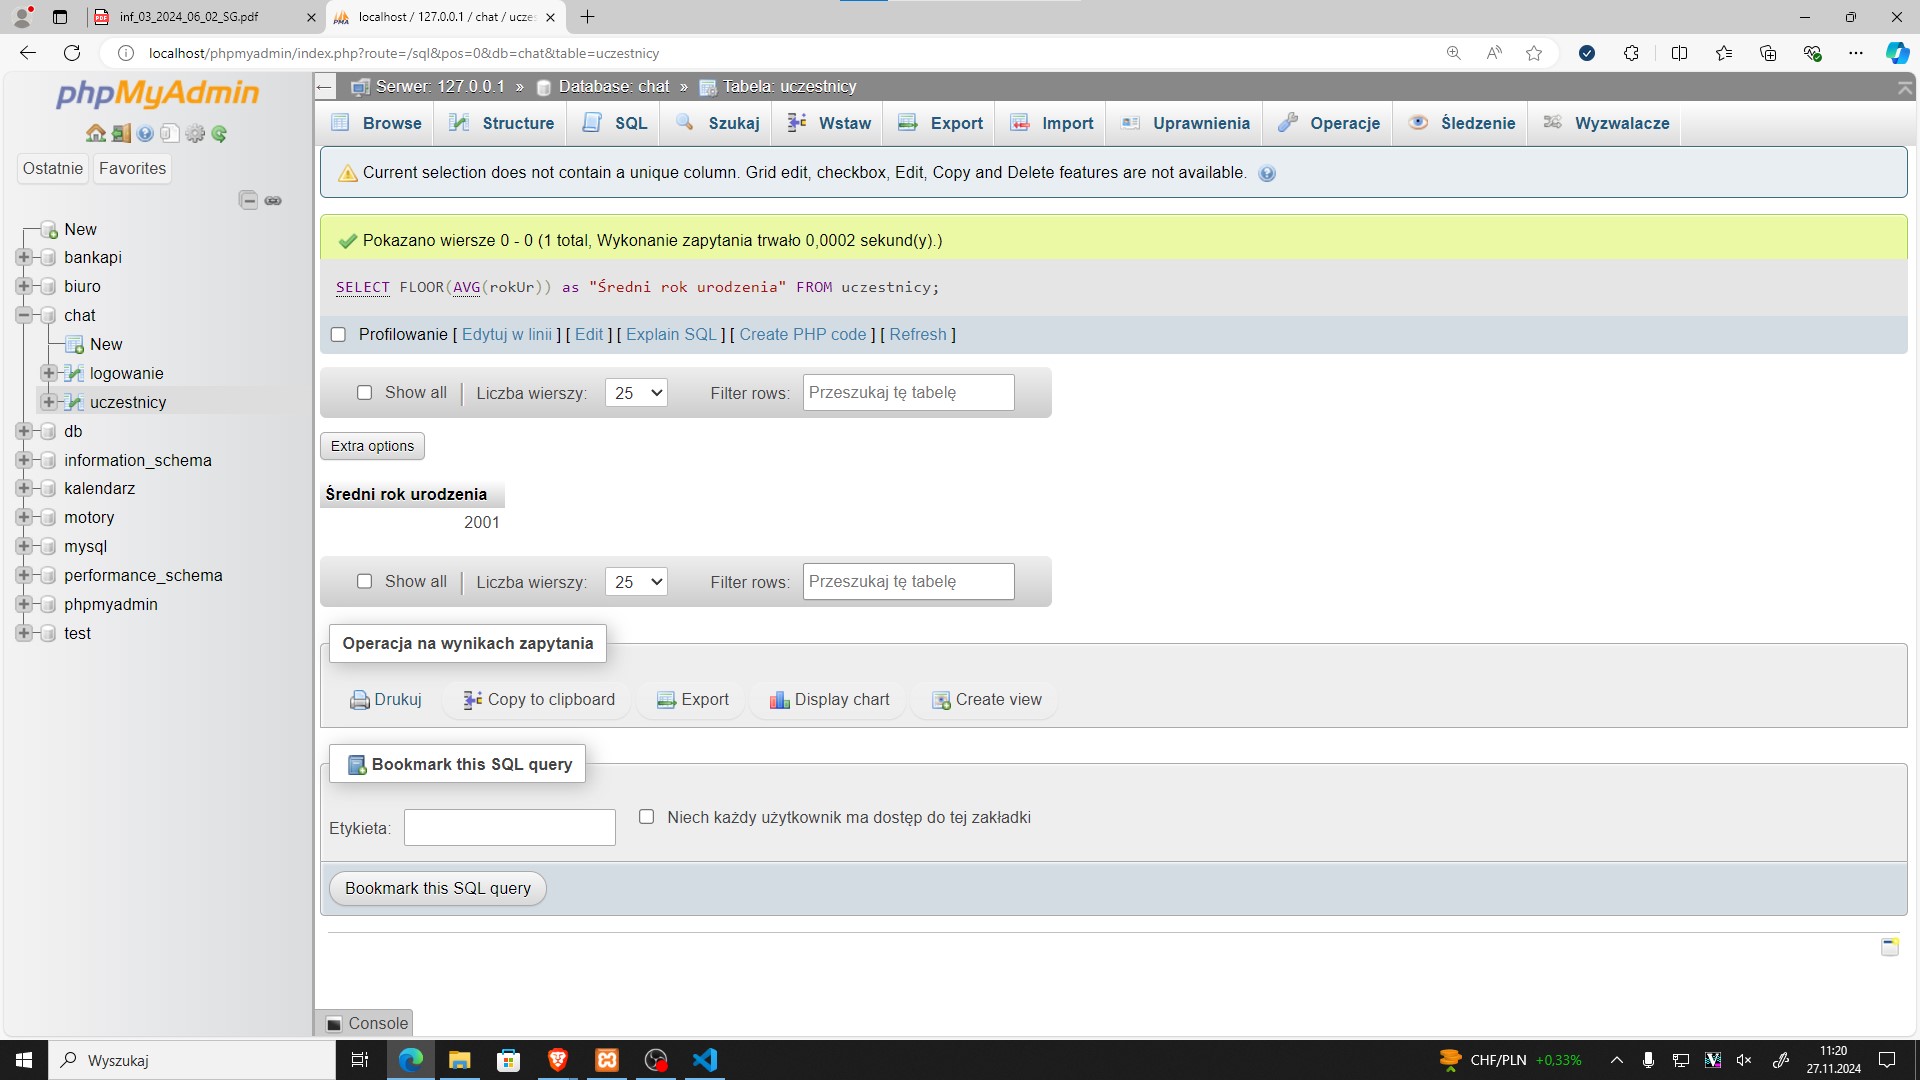 inf_03_2024_06_02_SG.pdf
localhost / 127.0.0.1 / chat / ucze
localhost/phpmyadmin/index.php?route=/sql&pos=0&db=chat&table=uczestnicy
phpMyAdmin
Ostatnie Favorites
New
bankapi
biuro
chat
New
logowanie
uczestnicy
db
information_schema
kalendarz
motory
mysql
performance_schema
phpmyadmin
test
Serwer: 127.0.0.1 » Database: chat » Tabela: uczestnicy
Browse Structure SQL Szukaj Wstaw Export Import Uprawnienia Operacje Śledzenie Wyzwalacze
Current selection does not contain a unique column. Grid edit, checkbox, Edit, Copy and Delete features are not available.
Pokazano wiersze 0 - 0 (1 total, Wykonanie zapytania trwało 0,0002 sekund(y).)
SELECT FLOOR(AVG(rokUr)) as "Średni rok urodzenia" FROM uczestnicy;
Profilowanie [ Edytuj w linii ] [ Edit ] [ Explain SQL ] [ Create PHP code ] [ Refresh ]
Show all Liczba wierszy: 25 Filter rows: Przeszukaj tę tabelę
Extra options
Średni rok urodzenia
2001
Show all Liczba wierszy: 25 Filter rows: Przeszukaj tę tabelę
Operacja na wynikach zapytania
Drukuj Copy to clipboard Export Display chart Create view
Bookmark this SQL query
Etykieta: Niech każdy użytkownik ma dostęp do tej zakładki
Bookmark this SQL query
Console
Wyszukaj
CHF/PLN +0,33%
11:20
27.11.2024